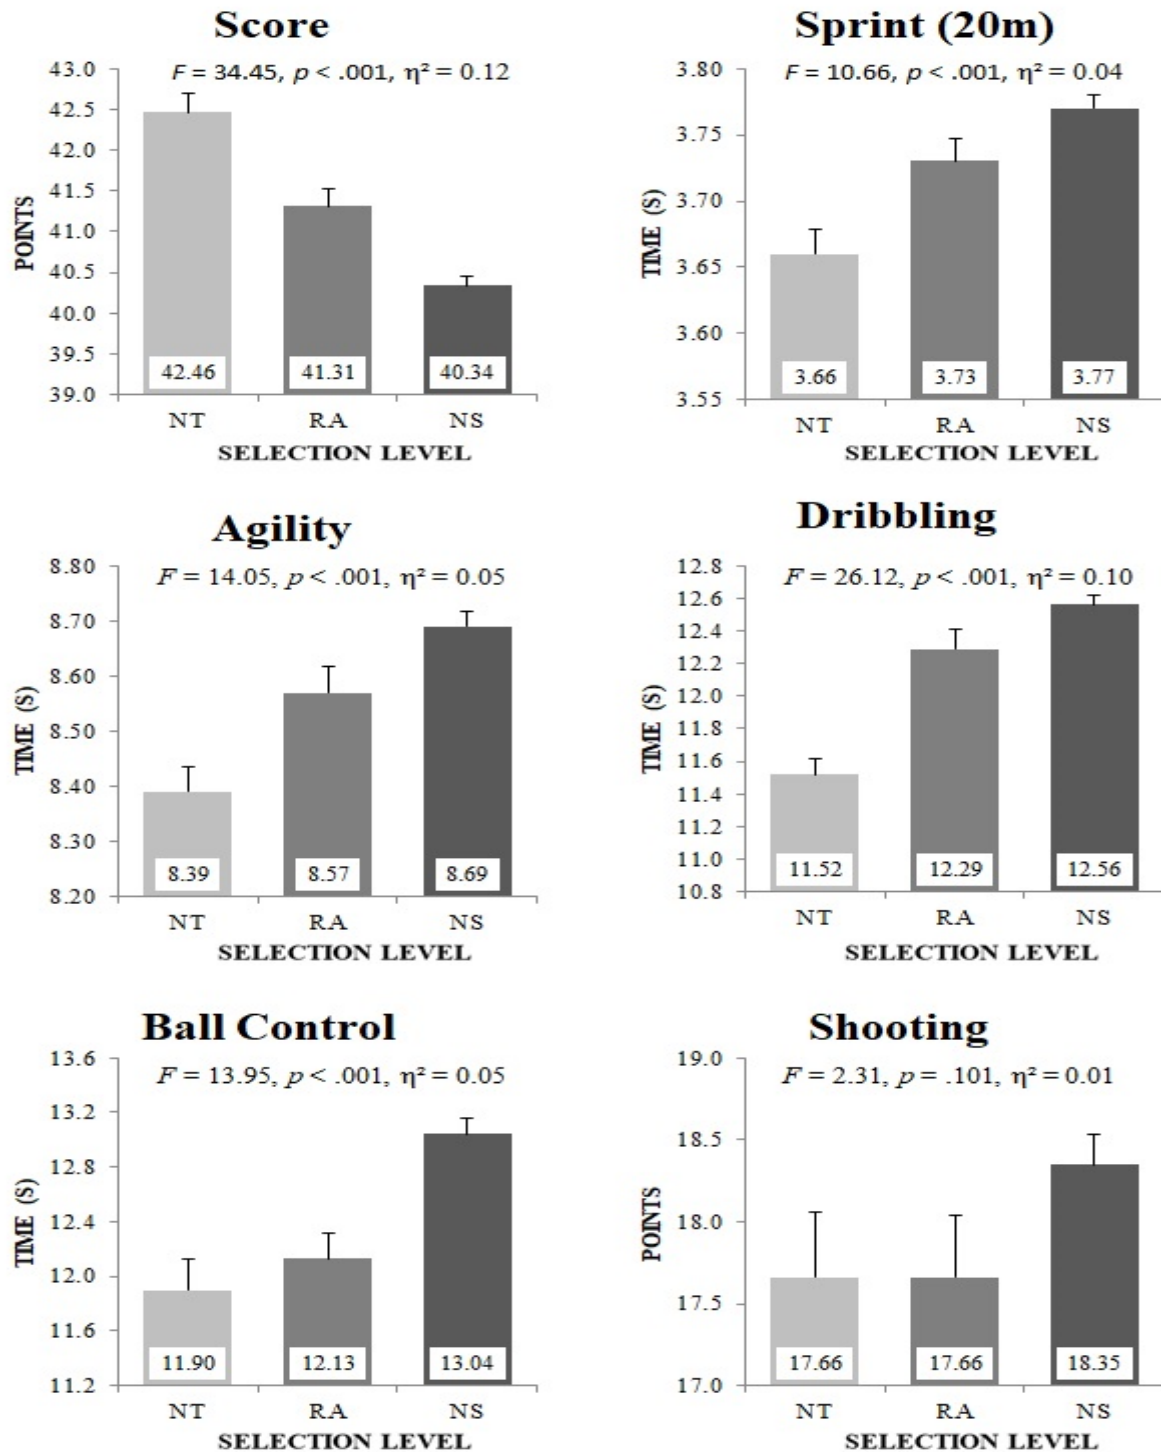 Score
F = 34.45, p < .001, η² = 0.12
POINTS
43.0
42.5
42.0
41.5
41.0
40.5
40.0
39.5
39.0
42.46 41.31 40.34
NT RA NS
SELECTION LEVEL
Sprint (20m)
F = 10.66, p < .001, η² = 0.04
TIME (S)
3.80
3.75
3.70
3.65
3.60
3.55
3.66 3.73 3.77
NT RA NS
SELECTION LEVEL
Agility
F = 14.05, p < .001, η² = 0.05
TIME (S)
8.80
8.70
8.60
8.50
8.40
8.30
8.20
8.39 8.57 8.69
NT RA NS
SELECTION LEVEL
Dribbling
F = 26.12, p < .001, η² = 0.10
TIME (S)
12.8
12.6
12.4
12.2
12.0
11.8
11.6
11.4
11.2
11.0
10.8
11.52 12.29 12.56
NT RA NS
SELECTION LEVEL
Ball Control
F = 13.95, p < .001, η² = 0.05
TIME (S)
13.6
13.2
12.8
12.4
12.0
11.6
11.2
11.90 12.13 13.04
NT RA NS
SELECTION LEVEL
Shooting
F = 2.31, p = .101, η² = 0.01
POINTS
19.0
18.5
18.0
17.5
17.0
17.66 17.66 18.35
NT RA NS
SELECTION LEVEL